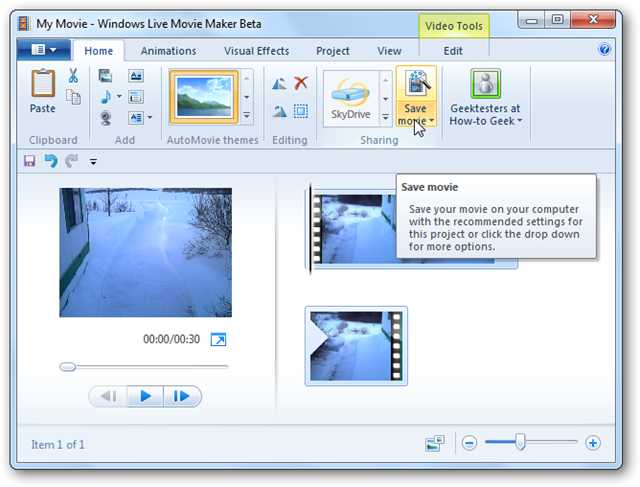 My Movie - Windows Live Movie Maker Beta
Video Tools
Home Animations Visual Effects Project View Edit
Paste
SkyDrive
Save
movie
Geektesters at
How-to Geek
Clipboard Add AutoMovie themes Editing Sharing
Save movie
Save your movie on your computer
with the recommended settings for
this project or click the drop down
for more options.
00:00/00:30
Item 1 of 1